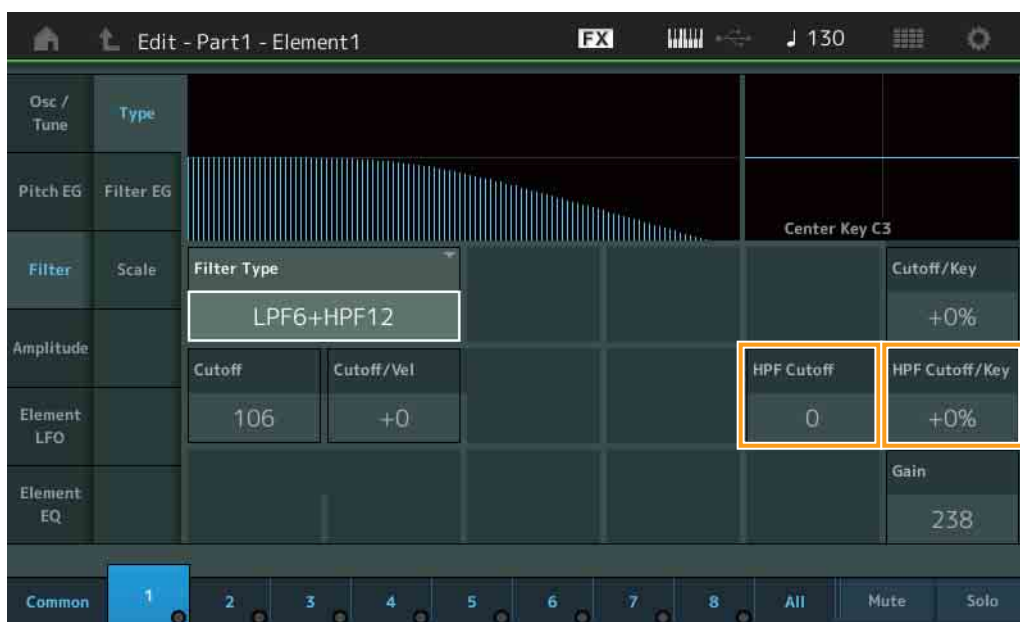 Edit - Part1 - Element1
FX
♩ 130
Osc / Tune
Type
Pitch EG
Filter EG
Center Key C3
Filter
Scale
Filter Type
LPF6+HPF12
Cutoff/Key
+0%
Amplitude
Cutoff
106
Cutoff/Vel
+0
HPF Cutoff
0
HPF Cutoff/Key
+0%
Element LFO
Gain
238
Element EQ
Common
1
2
3
4
5
6
7
8
All
Mute
Solo